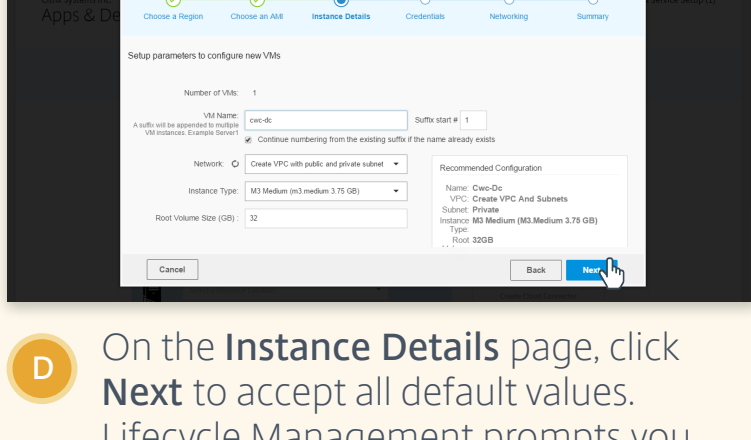 Apps & De
Choose a Region
Choose an AMI
Instance Details
Credentials
Networking
Summary
Setup parameters to configure new VMs
Number of VMs: 1
VM Name: cwc-dc Suffix start # 1
A suffix will be appended to multiple
VM instances. Example Server1
Continue numbering from the existing suffix if the name already exists
Network: Create VPC with public and private subnet
Instance Type: M3 Medium (m3.medium 3.75 GB)
Root Volume Size (GB) : 32
Recommended Configuration
Name: Cwc-Dc
VPC: Create VPC And Subnets
Subnet: Private
Instance M3 Medium (M3.Medium 3.75 GB)
Type:
Root 32GB
Cancel
Back
Next
D
On the Instance Details page, click
Next to accept all default values.
Lifecycle Management prompts you